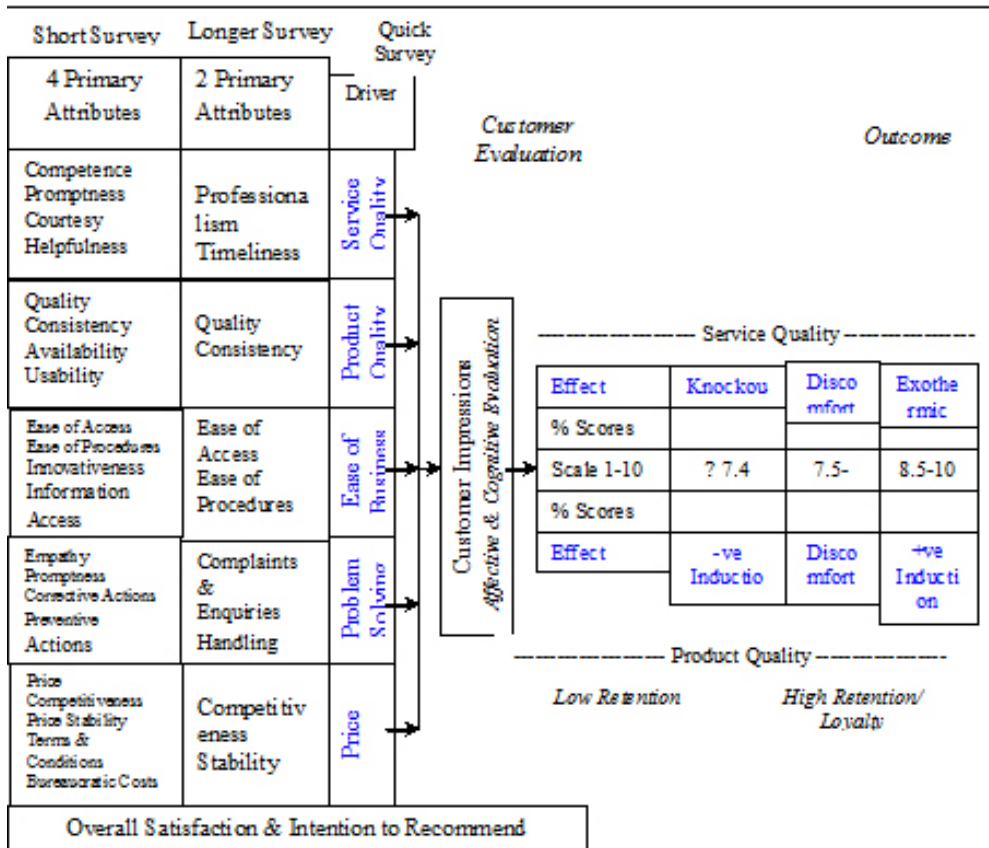 Short Survey
Longer Survey
Quick
Survey
4 Primary
Attributes
2 Primary
Attributes
Driver
Customer
Evaluation
Outcome
Competence
Promptness
Courtesy
Helpfulness
Professiona
lism
Timeliness
Service
Quality
Quality
Consistency
Availability
Usability
Quality
Consistency
Product
Quality
Ease of Access
Ease of Procedures
Innovativeness
Information
Access
Ease of
Access
Ease of
Procedures
Ease of
Business
Empathy
Promptness
Corrective Actions
Preventive
Actions
Complaints
&
Enquiries
Handling
Problem
Solving
Price
Competitiveness
Price Stability
Terms &
Conditions
Bureaucratic Costs
Competitiv
eness
Stability
Price
Overall Satisfaction & Intention to Recommend
Customer Impressions
Affective & Cognitive Evaluation
---------------------- Service Quality ------------------
Effect Knockou Disco
mfort Exothe
rmic
% Scores
Scale 1-10 ? 7.4 7.5- 8.5-10
% Scores
Effect -ve
Inductio Disco
mfort +ve
Inducti
on
--------------------- Product Quality ------------------
Low Retention
High Retention/
Loyalty